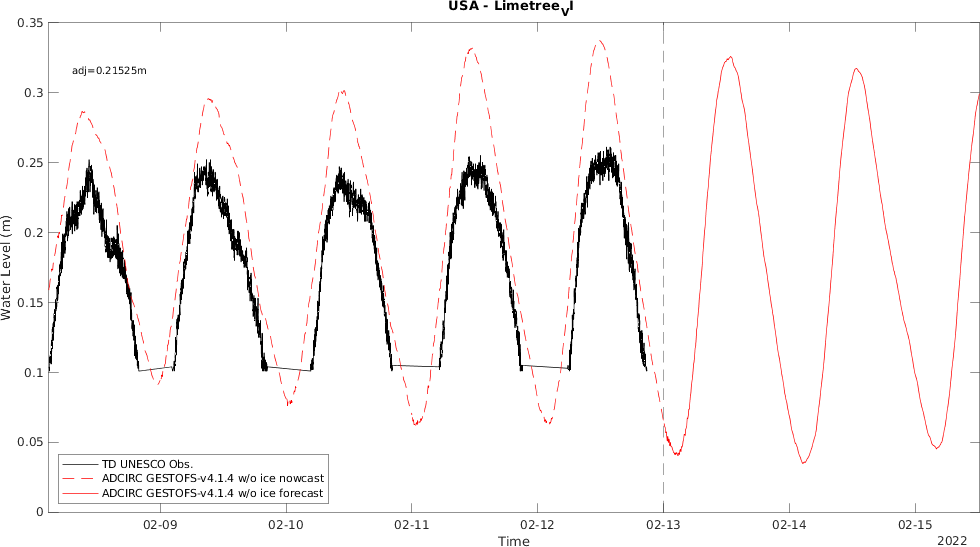 USA - Limetree_VI
0.35
adj=0.21525m
0.3
0.25
0.2
0.15
0.1
0.05
0
Water Level (m)
TD UNESCO Obs.
ADCIRC GESTOFS-v4.1.4 w/o ice nowcast
ADCIRC GESTOFS-v4.1.4 w/o ice forecast
02-09 02-10 02-11 02-12 02-13 02-14 02-15
Time
2022